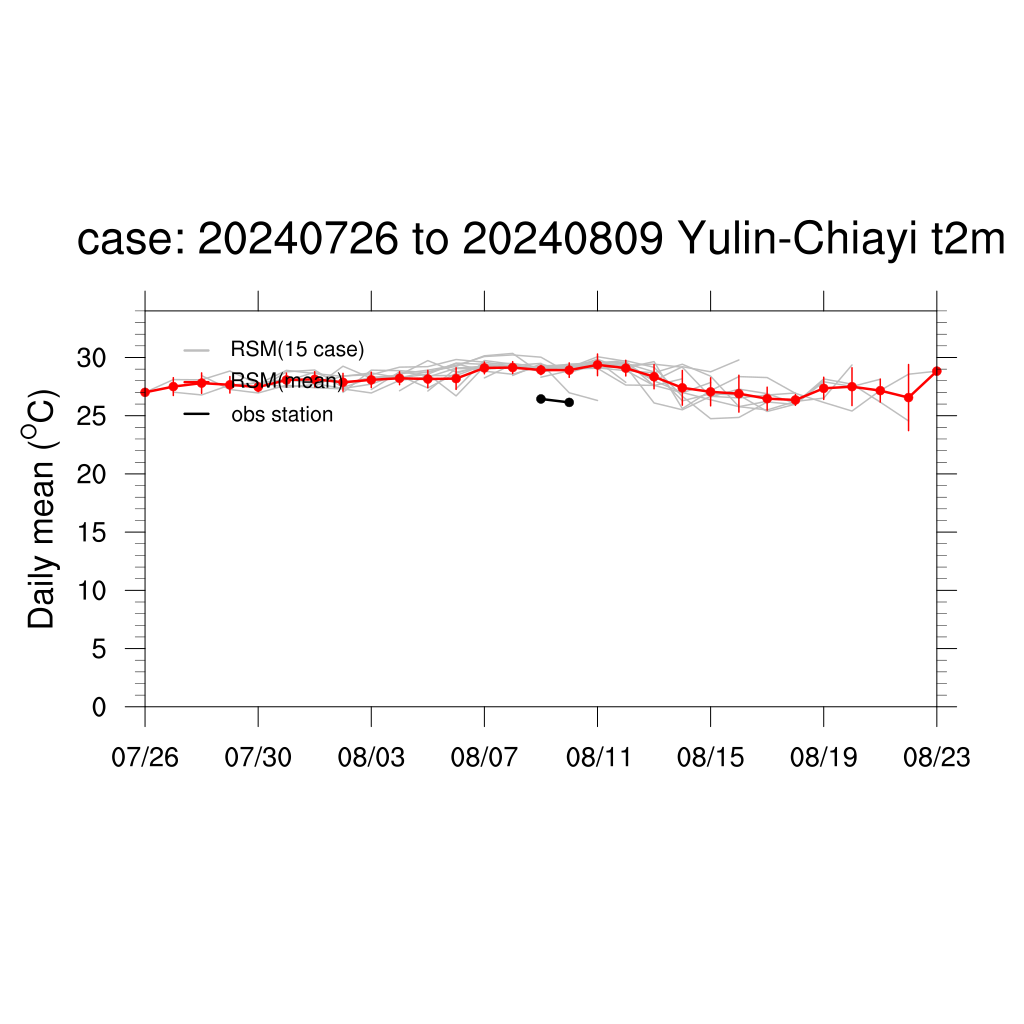 case: 20240726 to 20240809 Yulin-Chiayi t2m
RSM(15 case)
RSM(mean)
obs station
Daily mean (°C)
30
25
20
15
10
5
0
07/26 07/30 08/03 08/07 08/11 08/15 08/19 08/23